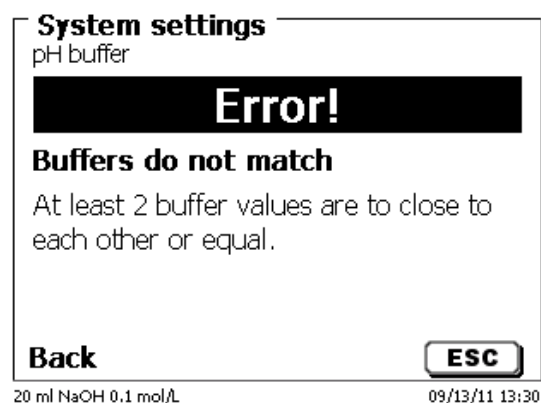 System settings
pH buffer
Error!
Buffers do not match
At least 2 buffer values are to close to
each other or equal.
Back
ESC
20 ml NaOH 0.1 mol/L
09/13/11 13:30